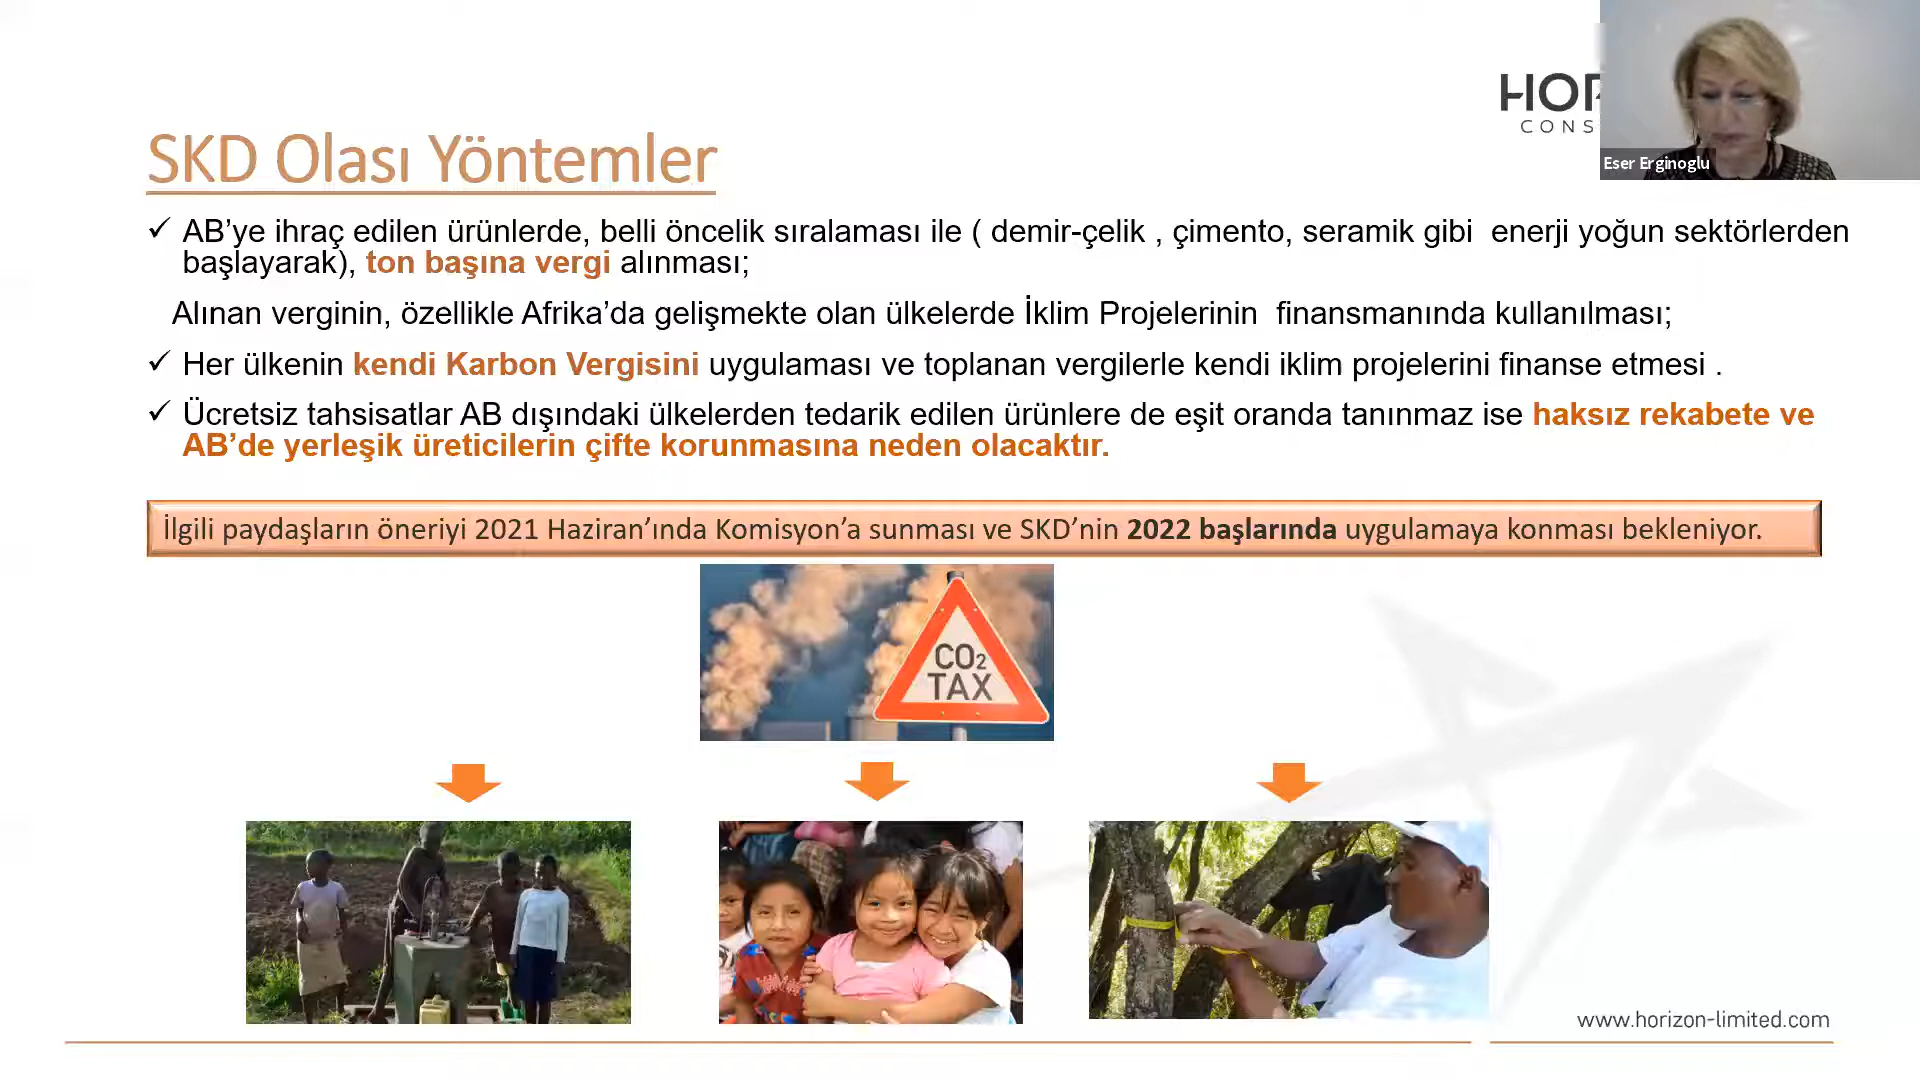 HOR
CONS
Eser Erginoglu
SKD Olası Yöntemler
✓ AB’ye ihraç edilen ürünlerde, belli öncelik sıralaması ile ( demir-çelik , çimento, seramik gibi enerji yoğun sektörlerden
başlayarak), ton başına vergi alınması;
Alınan verginin, özellikle Afrika’da gelişmekte olan ülkelerde İklim Projelerinin finansmanında kullanılması;
✓ Her ülkenin kendi Karbon Vergisini uygulaması ve toplanan vergilerle kendi iklim projelerini finanse etmesi .
✓ Ücretsiz tahsisatlar AB dışındaki ülkelerden tedarik edilen ürünlere de eşit oranda tanınmaz ise haksız rekabete ve
AB’de yerleşik üreticilerin çifte korunmasına neden olacaktır.
İlgili paydaşların öneriyi 2021 Haziran’ında Komisyon’a sunması ve SKD’nin 2022 başlarında uygulamaya konması bekleniyor.
CO₂
TAX
www.horizon-limited.com